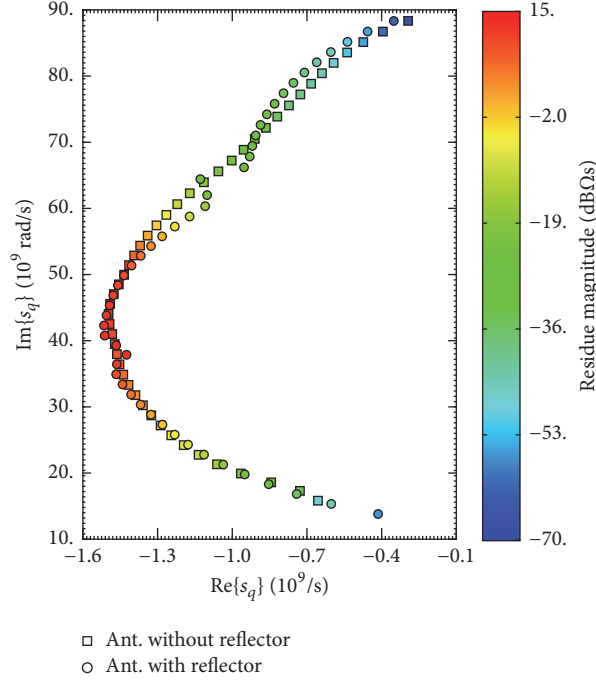 90.
80.
70.
60.
50.
40.
30.
20.
10.
Im{s_q} (10^9 rad/s)
−1.6 −1.3 −1.0 −0.7 −0.4 −0.1
Re{s_q} (10^9/s)
15.
−2.0
−19.
−36.
−53.
−70.
Residue magnitude (dBΩs)
Ant. without reflector
Ant. with reflector